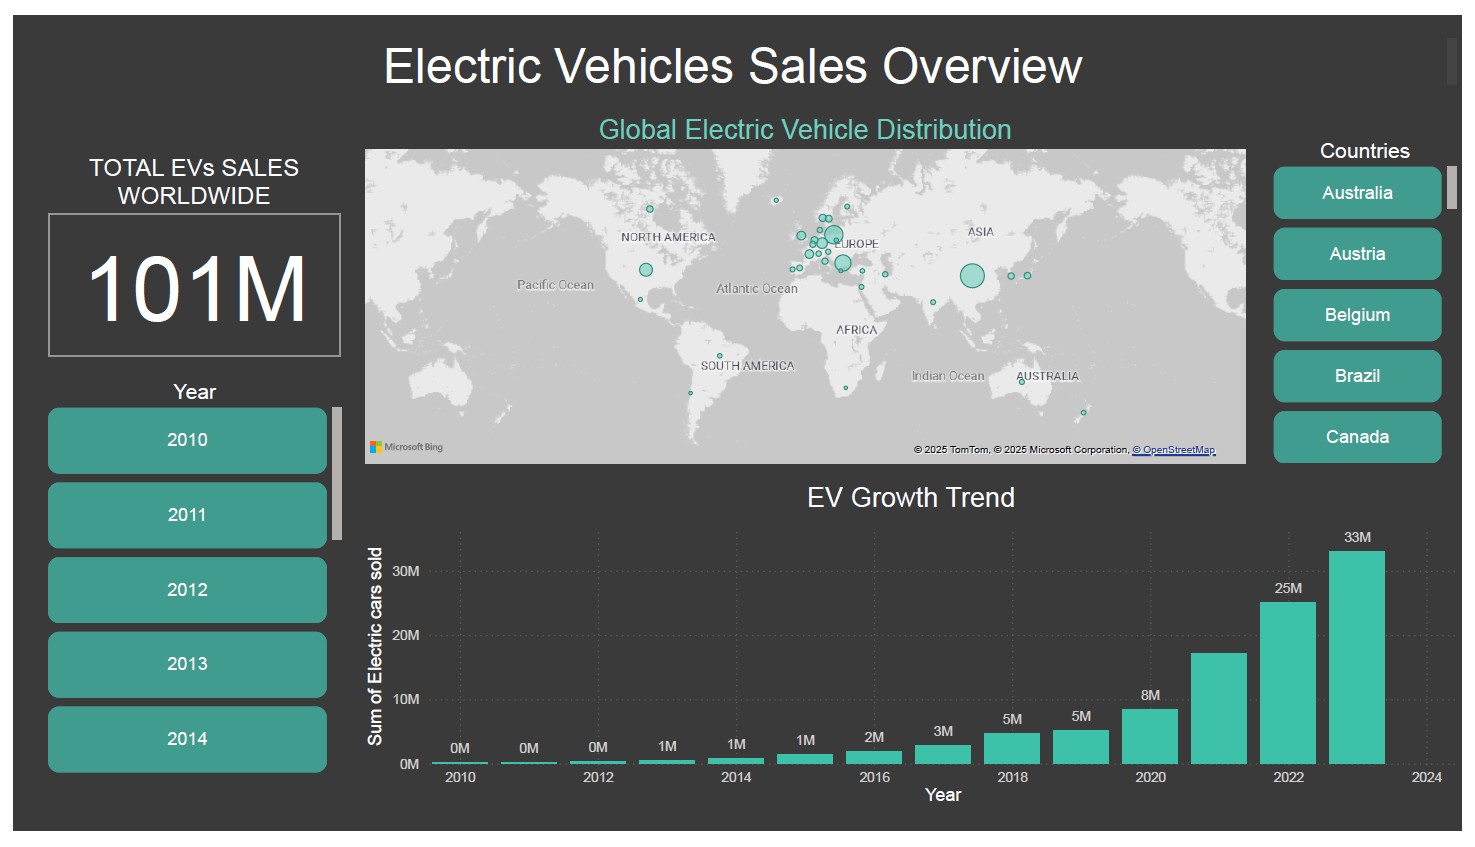 Electric Vehicles Sales Overview
Global Electric Vehicle Distribution
TOTAL EVs SALES
WORLDWIDE
101M
Year
2010
2011
2012
2013
2014
NORTH AMERICA
EUROPE
ASIA
Pacific Ocean
Atlantic Ocean
AFRICA
SOUTH AMERICA
Indian Ocean
AUSTRALIA
Microsoft Bing
© 2025 TomTom, © 2025 Microsoft Corporation, © OpenStreetMap
Countries
Australia
Austria
Belgium
Brazil
Canada
EV Growth Trend
Sum of Electric cars sold
30M
20M
10M
0M
0M
0M
0M
1M
1M
1M
2M
3M
5M
5M
8M
25M
33M
2010
2012
2014
2016
2018
2020
2022
2024
Year